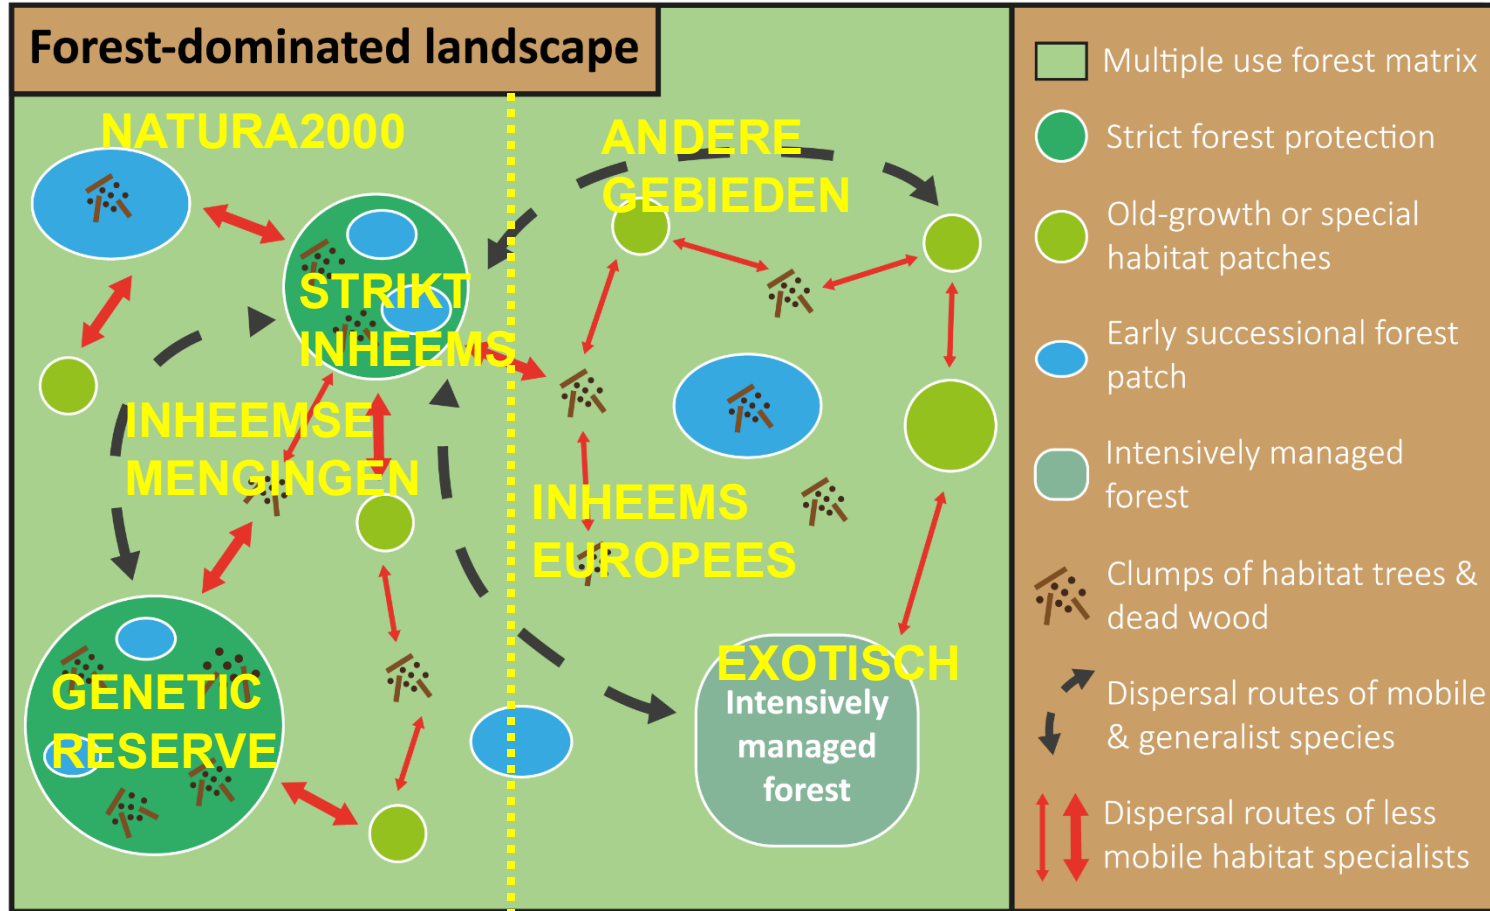 Forest-dominated landscape
NATURA2000
ANDERE
GEBIEDEN
STRIKT
INHEEMS
INHEEMSE
MENGINGEN
INHEEMS
EUROPEES
GENETIC
RESERVE
EXOTISCH
Intensively
managed
forest
Multiple use forest matrix
Strict forest protection
Old-growth or special
habitat patches
Early successional forest
patch
Intensively managed
forest
Clumps of habitat trees &
dead wood
Dispersal routes of mobile
& generalist species
Dispersal routes of less
mobile habitat specialists